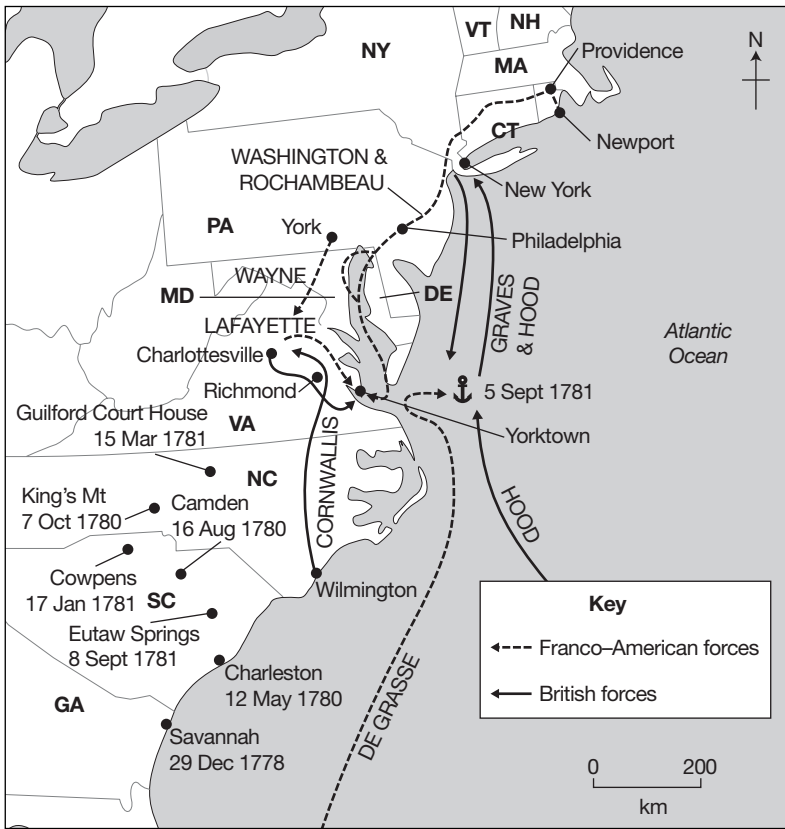 VT
NH
NY
Providence
N
MA
CT
Newport
WASHINGTON &
ROCHAMBEAU
New York
PA
York
Philadelphia
WAYNE
MD
DE
GRAVES
& HOOD
LAFAYETTE
Atlantic
Ocean
Charlottesville
Richmond
5 Sept 1781
Guilford Court House
15 Mar 1781
VA
Yorktown
NC
CORNWALLIS
King's Mt
7 Oct 1780
Camden
16 Aug 1780
HOOD
Cowpens
17 Jan 1781
SC
Wilmington
Key
Eutaw Springs
8 Sept 1781
Franco–American forces
Charleston
12 May 1780
DE GRASSE
British forces
GA
Savannah
29 Dec 1778
0
200
km